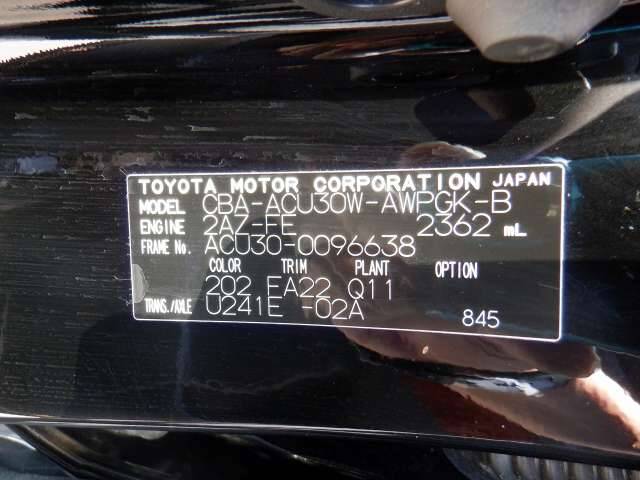 TOYOTA MOTOR CORPORATION JAPAN
MODEL CBA-ACU30W-AWPGK-B
ENGINE 2AZ-FE 2362 mL
FRAME No. ACU30-0096638
COLOR TRIM PLANT OPTION
202 FA22 Q11
TRANS./AXLE U241E -02A 845